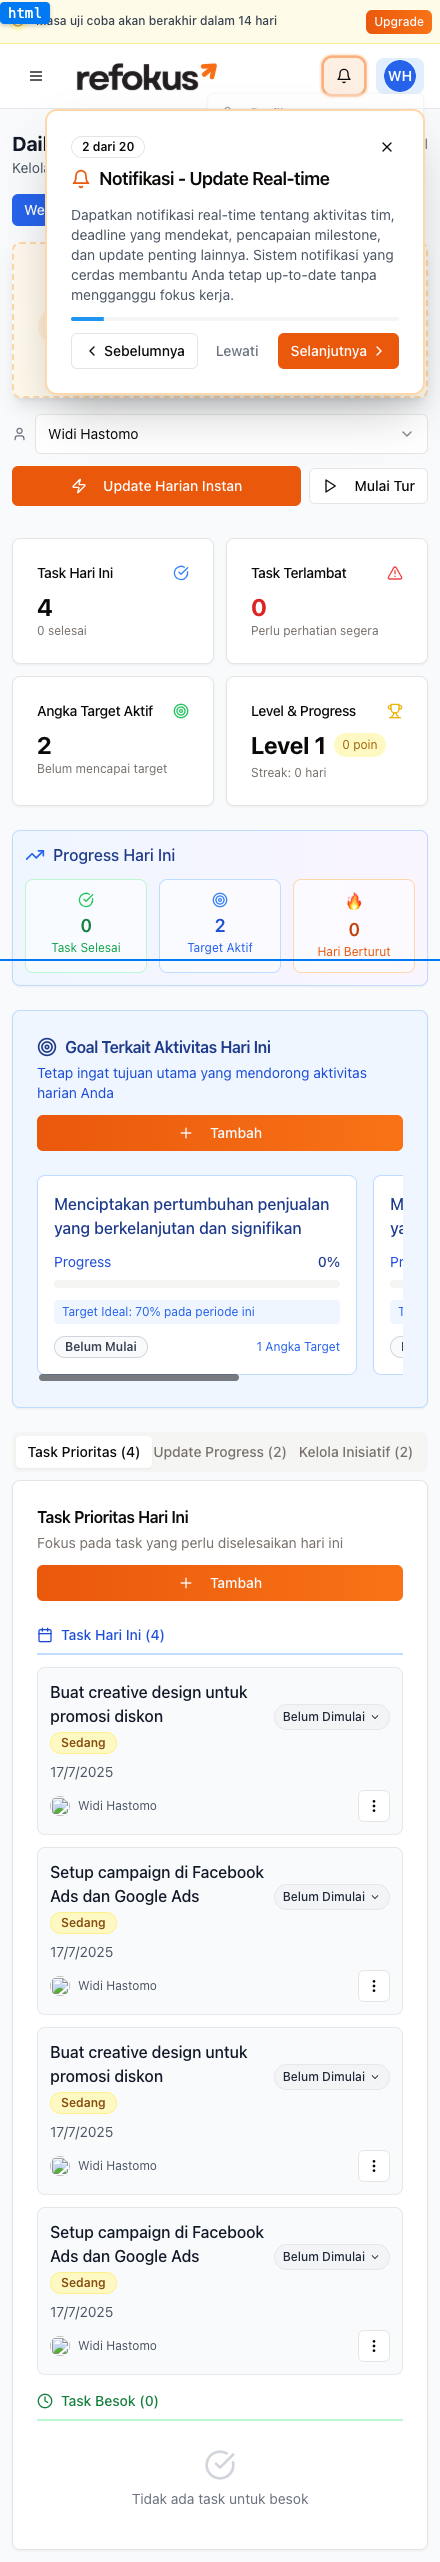 html
Masa uji coba akan berakhir dalam 14 hari
Upgrade
refokus
WH
2 dari 20
Notifikasi - Update Real-time
Dapatkan notifikasi real-time tentang aktivitas tim,
deadline yang mendekat, pencapaian milestone,
dan update penting lainnya. Sistem notifikasi yang
cerdas membantu Anda tetap up-to-date tanpa
mengganggu fokus kerja.
Sebelumnya
Lewati
Selanjutnya
Widi Hastomo
Update Harian Instan
Mulai Tur
Task Hari Ini
4
0 selesai
Task Terlambat
0
Perlu perhatian segera
Angka Target Aktif
2
Belum mencapai target
Level & Progress
Level 1
0 poin
Streak: 0 hari
Progress Hari Ini
0
Task Selesai
2
Target Aktif
0
Hari Berturut
Goal Terkait Aktivitas Hari Ini
Tetap ingat tujuan utama yang mendorong aktivitas
harian Anda
Tambah
Menciptakan pertumbuhan penjualan
yang berkelanjutan dan signifikan
Progress
0%
Target Ideal: 70% pada periode ini
Belum Mulai
1 Angka Target
Task Prioritas (4)
Update Progress (2)
Kelola Inisiatif (2)
Task Prioritas Hari Ini
Fokus pada task yang perlu diselesaikan hari ini
Tambah
Task Hari Ini (4)
Buat creative design untuk
promosi diskon
Belum Dimulai
Sedang
17/7/2025
Widi Hastomo
Setup campaign di Facebook
Ads dan Google Ads
Belum Dimulai
Sedang
17/7/2025
Widi Hastomo
Buat creative design untuk
promosi diskon
Belum Dimulai
Sedang
17/7/2025
Widi Hastomo
Setup campaign di Facebook
Ads dan Google Ads
Belum Dimulai
Sedang
17/7/2025
Widi Hastomo
Task Besok (0)
Tidak ada task untuk besok